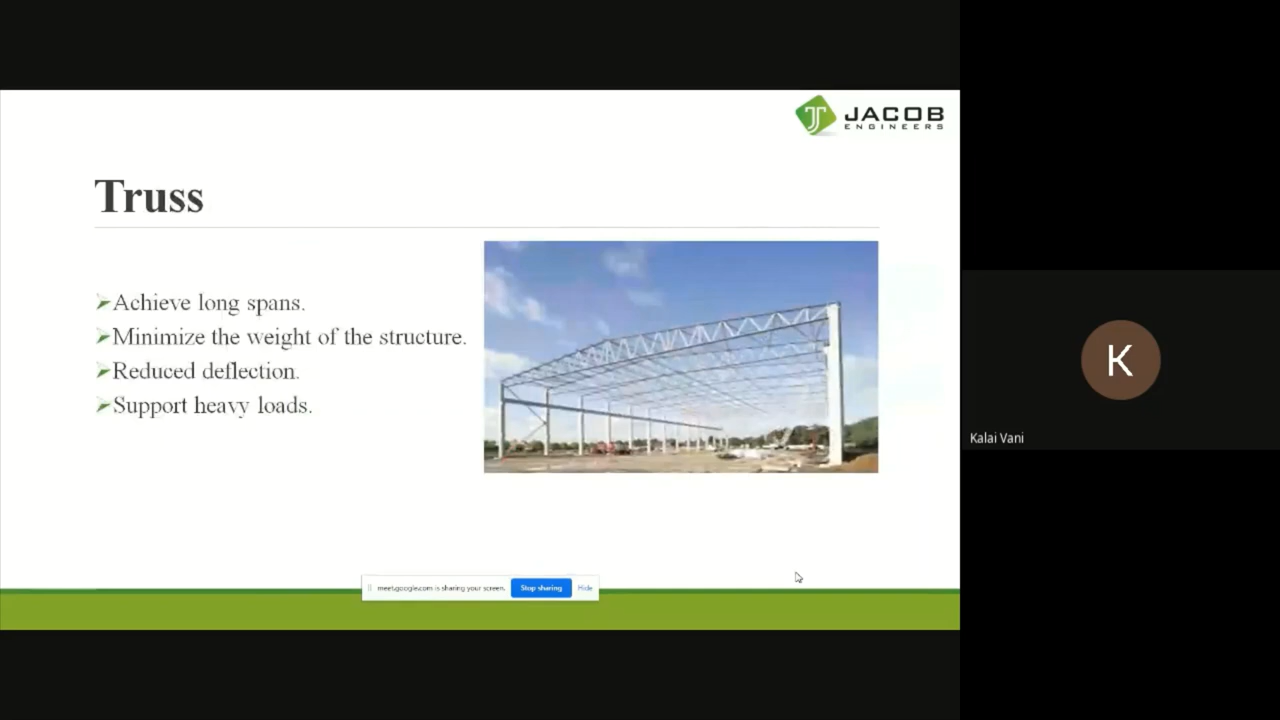 JACOB
ENGINEERS
Truss
Achieve long spans.
Minimize the weight of the structure.
Reduced deflection.
Support heavy loads.
meet.google.com is sharing your screen.
Stop sharing
Hide
K
Kalai Vani